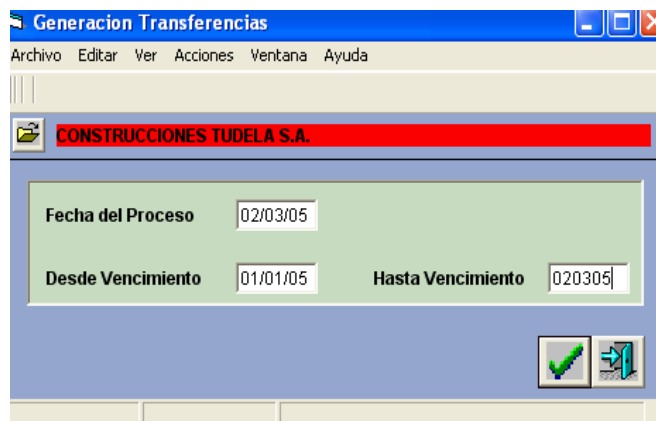 Generacion Transferencias
Archivo Editar Ver Acciones Ventana Ayuda
CONSTRUCCIONES TUDELA S.A.
Fecha del Proceso 02/03/05
Desde Vencimiento 01/01/05 Hasta Vencimiento 020305